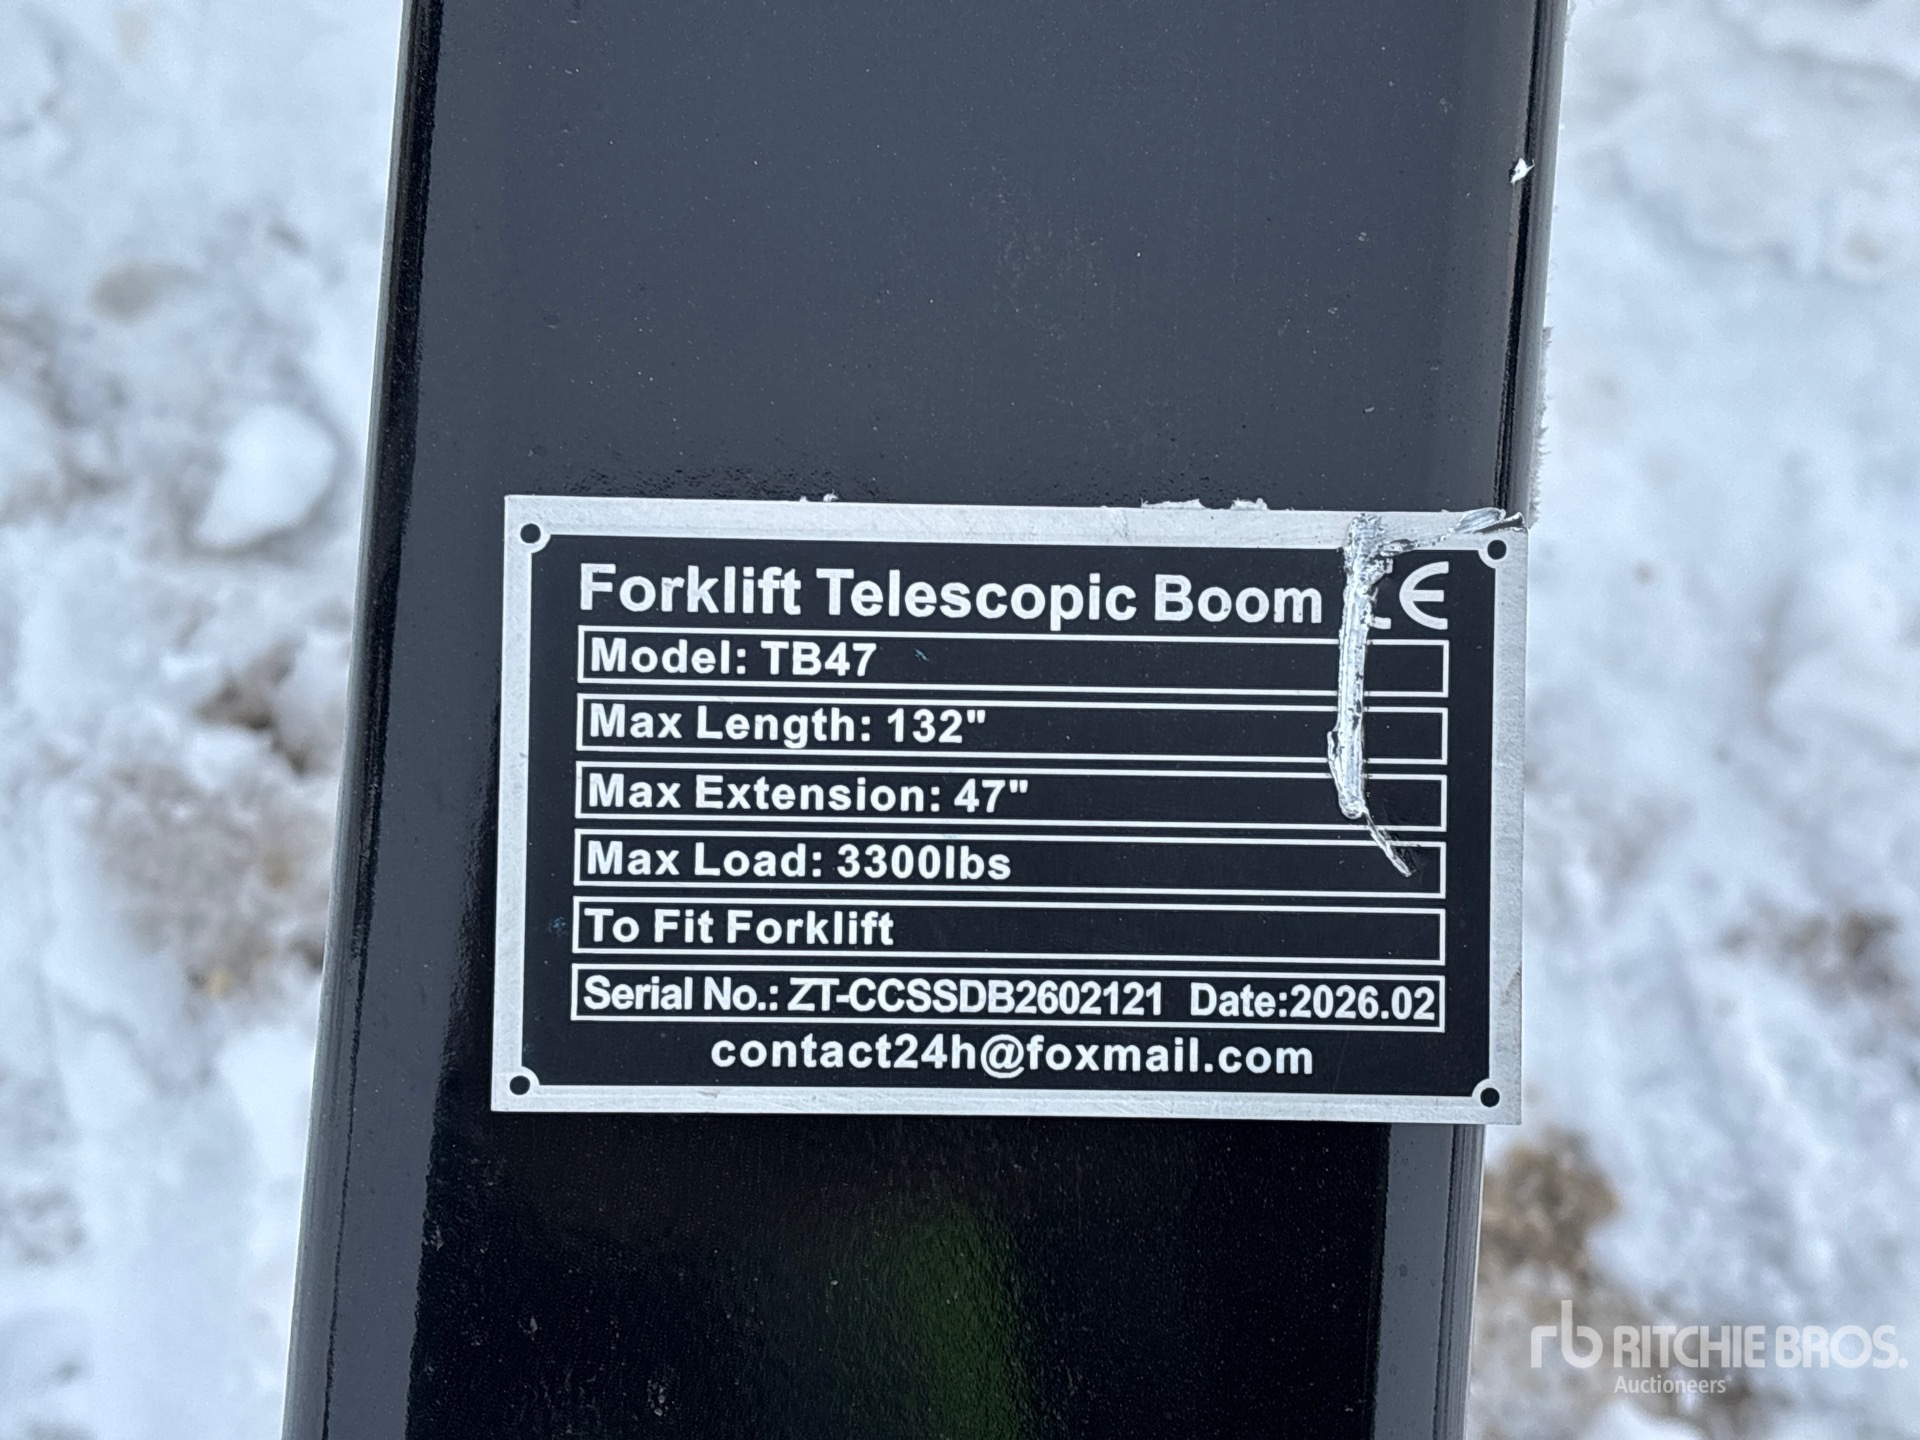 Forklift Telescopic Boom CE
Model: TB47
Max Length: 132"
Max Extension: 47"
Max Load: 3300lbs
To Fit Forklift
Serial No.: ZT-CCSSDB2602121 Date:2026.02
contact24h@foxmail.com
rb RITCHIE BROS.
Auctioneers